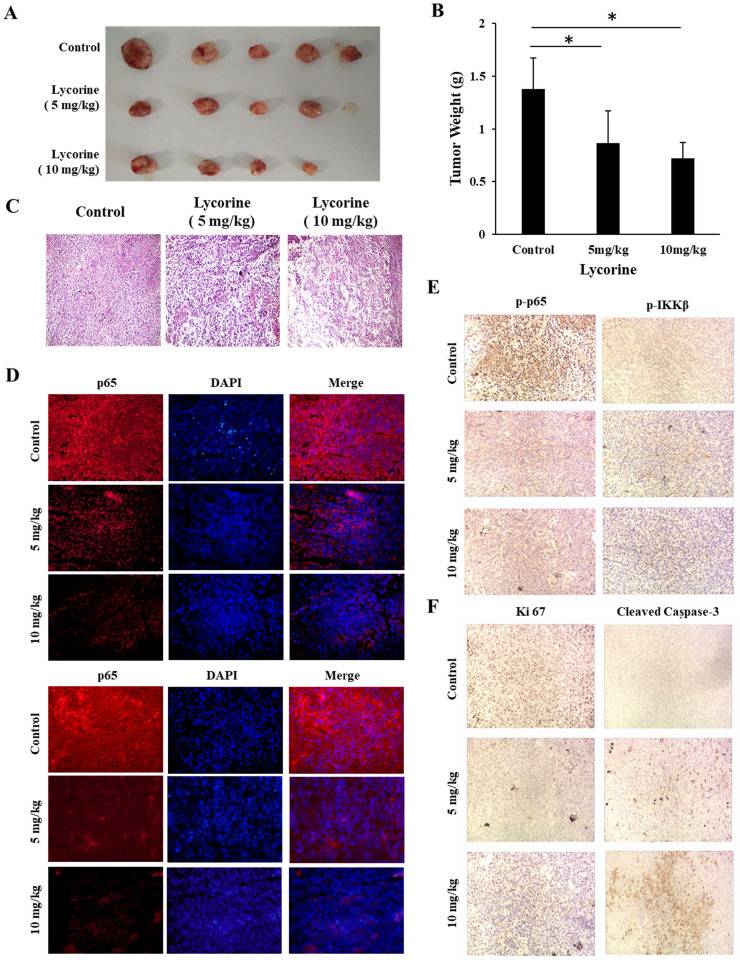 A
Control
Lycorine
( 5 mg/kg)
Lycorine
( 10 mg/kg)
B
2
1.5
1
0.5
0
Tumor Weight (g)
*
*
Control
5mg/kg
10mg/kg
Lycorine
C
Control
Lycorine
( 5 mg/kg)
Lycorine
( 10 mg/kg)
D
p65
DAPI
Merge
Control
5 mg/kg
10 mg/kg
p65
DAPI
Merge
Control
5 mg/kg
10 mg/kg
E
p-p65
p-IKKβ
Control
5 mg/kg
10 mg/kg
F
Ki 67
Cleaved Caspase-3
Control
5 mg/kg
10 mg/kg